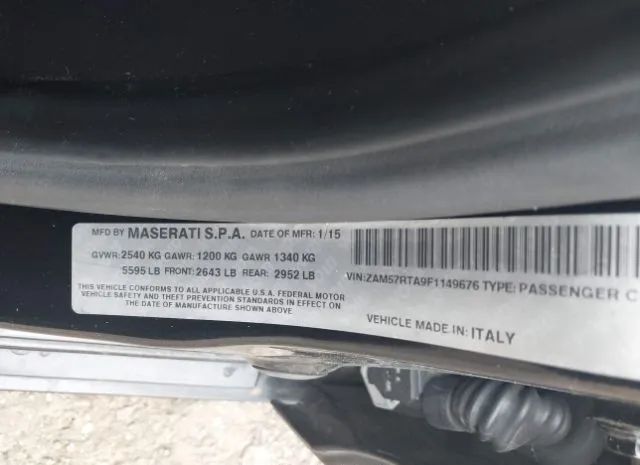 MFD BY MASERATI S.P.A. DATE OF MFR: 1/15
GVWR: 2540 KG GAWR: 1200 KG GAWR 1340 KG
5595 LB FRONT: 2643 LB REAR: 2952 LB
THIS VEHICLE CONFORMS TO ALL APPLICABLE U.S.A. FEDERAL MOTOR
VEHICLE SAFETY AND THEFT PREVENTION STANDARDS IN EFFECT ON
THE DATE OF MANUFACTURE SHOWN ABOVE
VIN: ZAM57RTA9F1149676 TYPE: PASSENGER C
VEHICLE MADE IN: ITALY